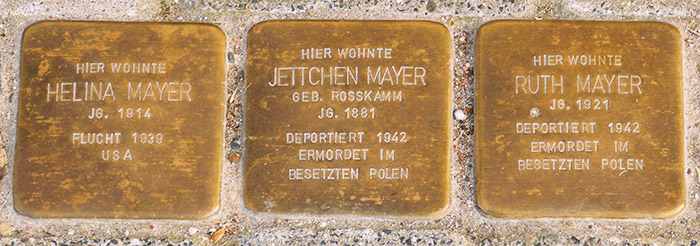 HIER WOHNTE
HELINA MAYER
JG. 1914
FLUCHT 1939
USA
HIER WOHNTE
JETTCHEN MAYER
GEB. ROSSKAMM
JG. 1881
DEPORTIERT 1942
ERMORDET IM
BESETZTEN POLEN
HIER WOHNTE
RUTH MAYER
JG. 1921
DEPORTIERT 1942
ERMORDET IM
BESETZTEN POLEN